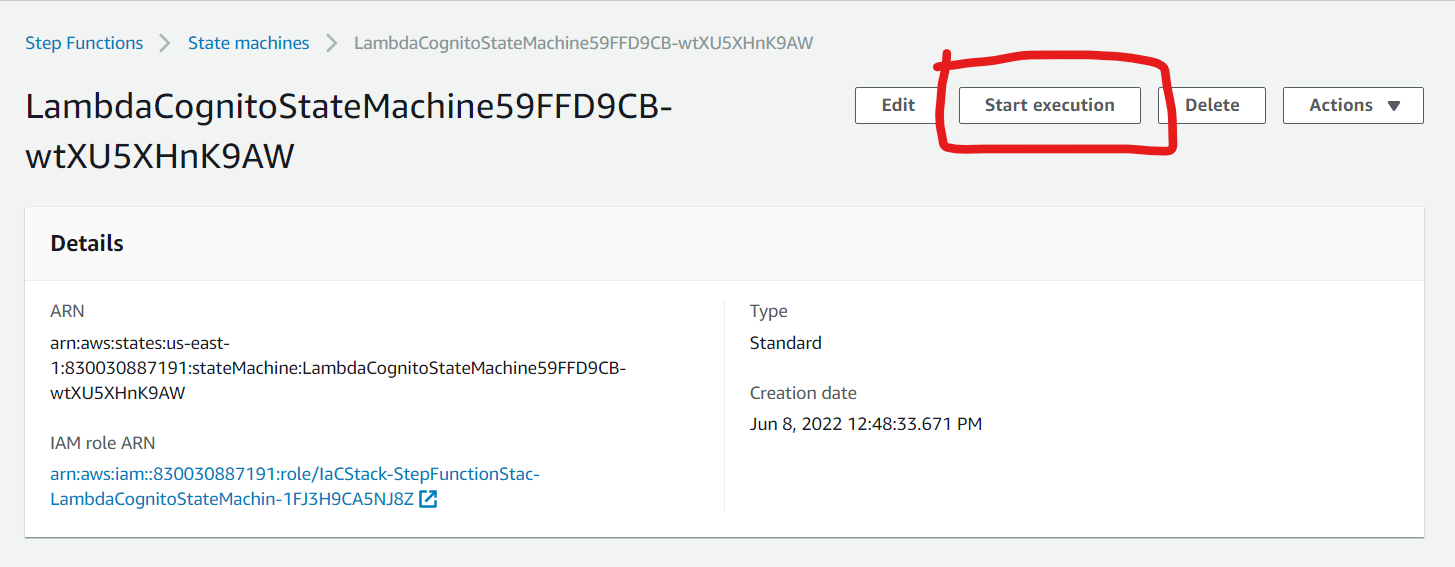 Step Functions > State machines > LambdaCognitoStateMachine59FFD9CB-wtXU5XHnK9AW
LambdaCognitoStateMachine59FFD9CB-
wtXU5XHnK9AW
Edit Start execution Delete Actions
Details
ARN
arn:aws:states:us-east-
1:830030887191:stateMachine:LambdaCognitoStateMachine59FFD9CB-
wtXU5XHnK9AW
IAM role ARN
arn:aws:iam::830030887191:role/IaCStack-StepFunctionStac-
LambdaCognitoStateMachin-1FJ3H9CA5NJ8Z
Type
Standard
Creation date
Jun 8, 2022 12:48:33.671 PM